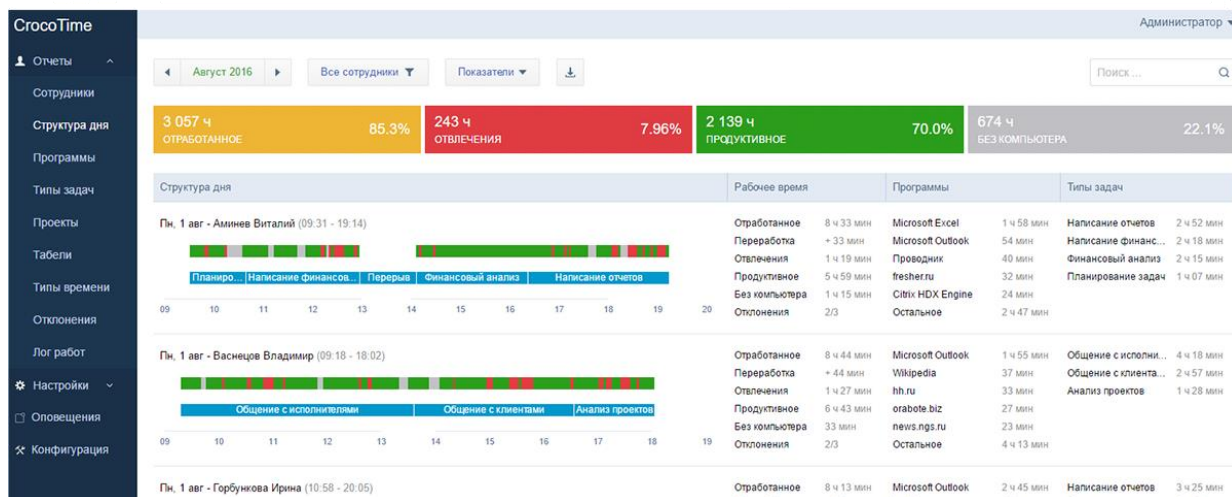 CrocoTime
Администратор
Отчеты
Сотрудники
Структура дня
Программы
Типы задач
Проекты
Табели
Типы времени
Отклонения
Лог работ
Настройки
Оповещения
Конфигурация
Август 2016
Все сотрудники
Показатели
Поиск ...
3 057 ч
ОТРАБОТАННОЕ
85.3%
243 ч
ОТВЛЕЧЕНИЯ
7.96%
2 139 ч
ПРОДУКТИВНОЕ
70.0%
674 ч
БЕЗ КОМПЬЮТЕРА
22.1%
Структура дня Рабочее время Программы Типы задач
Пн, 1 авг - Аминев Виталий (09:31 - 19:14)
Планиро... Написание финансов... Перерыв Финансовый анализ Написание отчетов
09 10 11 12 13 14 15 16 17 18 19 20
Отработанное 8 ч 33 мин
Переработка + 33 мин
Отвлечения 1 ч 19 мин
Продуктивное 5 ч 59 мин
Без компьютера 1 ч 15 мин
Отклонения 2/3
Microsoft Excel 1 ч 58 мин
Microsoft Outlook 54 мин
Проводник 40 мин
fresher.ru 32 мин
Citrix HDX Engine 24 мин
Остальное 2 ч 47 мин
Написание отчетов 2 ч 52 мин
Написание финанс... 2 ч 18 мин
Финансовый анализ 2 ч 15 мин
Планирование задач 1 ч 07 мин
Пн, 1 авг - Васнецов Владимир (09:18 - 18:02)
Общение с исполнителями Общение с клиентами Анализ проектов
09 10 11 12 13 14 15 16 17 18 19
Отработанное 8 ч 44 мин
Переработка + 44 мин
Отвлечения 1 ч 27 мин
Продуктивное 6 ч 43 мин
Без компьютера 33 мин
Отклонения 2/3
Microsoft Outlook 1 ч 55 мин
Wikipedia 37 мин
hh.ru 33 мин
orabote.biz 27 мин
news.ngs.ru 23 мин
Остальное 4 ч 13 мин
Общение с исполни... 4 ч 18 мин
Общение с клиента... 2 ч 57 мин
Анализ проектов 1 ч 28 мин
Пн, 1 авг - Горбункова Ирина (10:58 - 20:05)
Отработанное 8 ч 13 мин
Microsoft Outlook 2 ч 45 мин
Написание отчетов 3 ч 25 мин